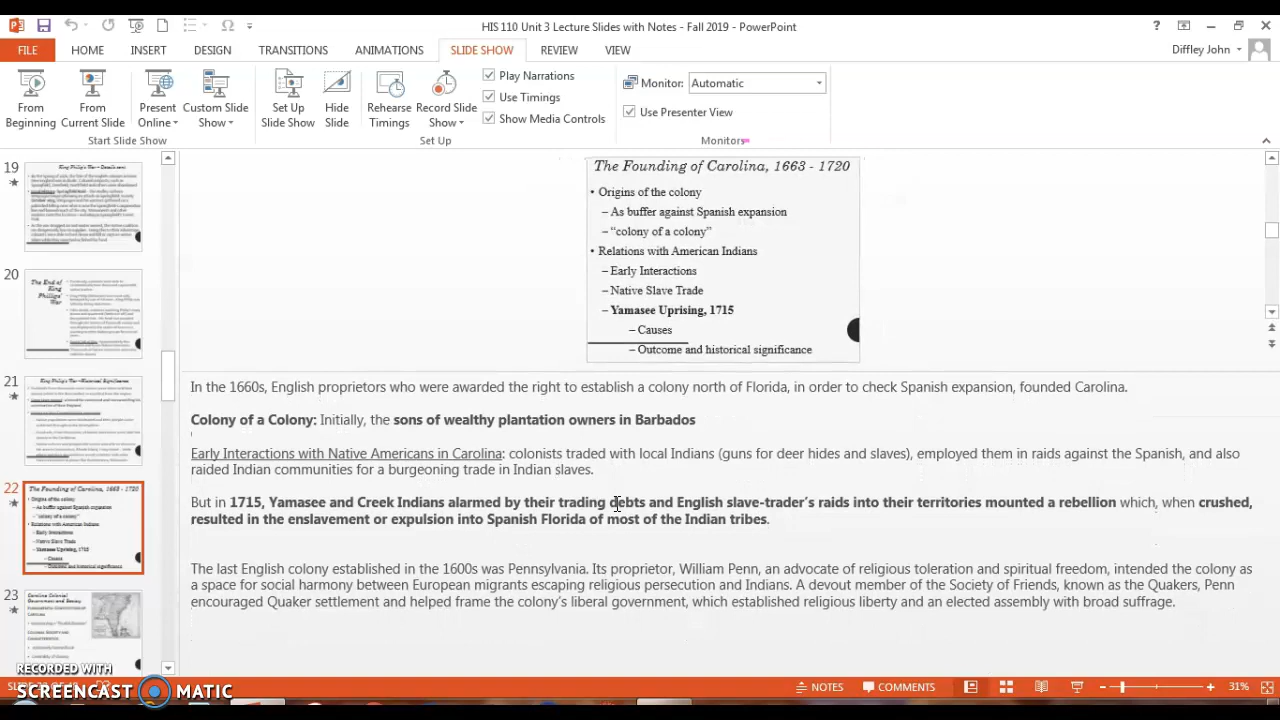 HIS 110 Unit 3 Lecture Slides with Notes - Fall 2019 - PowerPoint
FILE HOME INSERT DESIGN TRANSITIONS ANIMATIONS SLIDE SHOW REVIEW VIEW Diffley John
From Beginning
From Current Slide
Present Online
Custom Slide Show
Start Slide Show
Set Up Slide Show
Hide Slide
Rehearse Timings
Record Slide Show
Play Narrations
Use Timings
Show Media Controls
Set Up
Monitor: Automatic
Use Presenter View
Monitors
19
20
The End of King Phillips' War
21
22
The Founding of Carolina, 1663 - 1720
23
The Founding of Carolina, 1663 - 1720
• Origins of the colony
– As buffer against Spanish expansion
– “colony of a colony”
• Relations with American Indians
– Early Interactions
– Native Slave Trade
– Yamasee Uprising, 1715
– Causes
– Outcome and historical significance
In the 1660s, English proprietors who were awarded the right to establish a colony north of Florida, in order to check Spanish expansion, founded Carolina.
Colony of a Colony: Initially, the sons of wealthy plantation owners in Barbados
Early Interactions with Native Americans in Carolina: colonists traded with local Indians (guns for deer hides and slaves), employed them in raids against the Spanish, and also
raided Indian communities for a burgeoning trade in Indian slaves.
But in 1715, Yamasee and Creek Indians alarmed by their trading debts and English slave trader’s raids into their territories mounted a rebellion which, when crushed,
resulted in the enslavement or expulsion into Spanish Florida of most of the Indian tribes.
The last English colony established in the 1600s was Pennsylvania. Its proprietor, William Penn, an advocate of religious toleration and spiritual freedom, intended the colony as
a space for social harmony between European migrants escaping religious persecution and Indians. A devout member of the Society of Friends, known as the Quakers, Penn
encouraged Quaker settlement and helped frame the colony’s liberal government, which established religious liberty and an elected assembly with broad suffrage.
RECORDED WITH
SCREENCAST MATIC
NOTES COMMENTS 31%